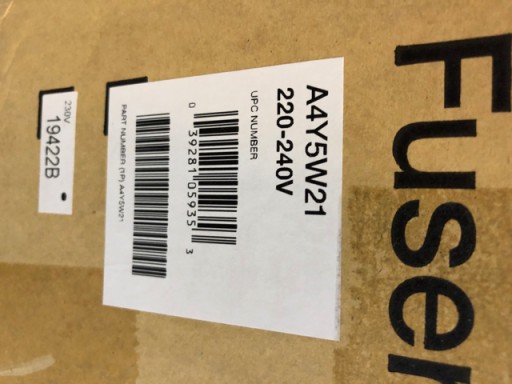 Fuser
A4Y5W21
220-240V
UPC NUMBER
0 39281 05935 3
PART NUMBER (1P) A4Y5W21
230V
19422B